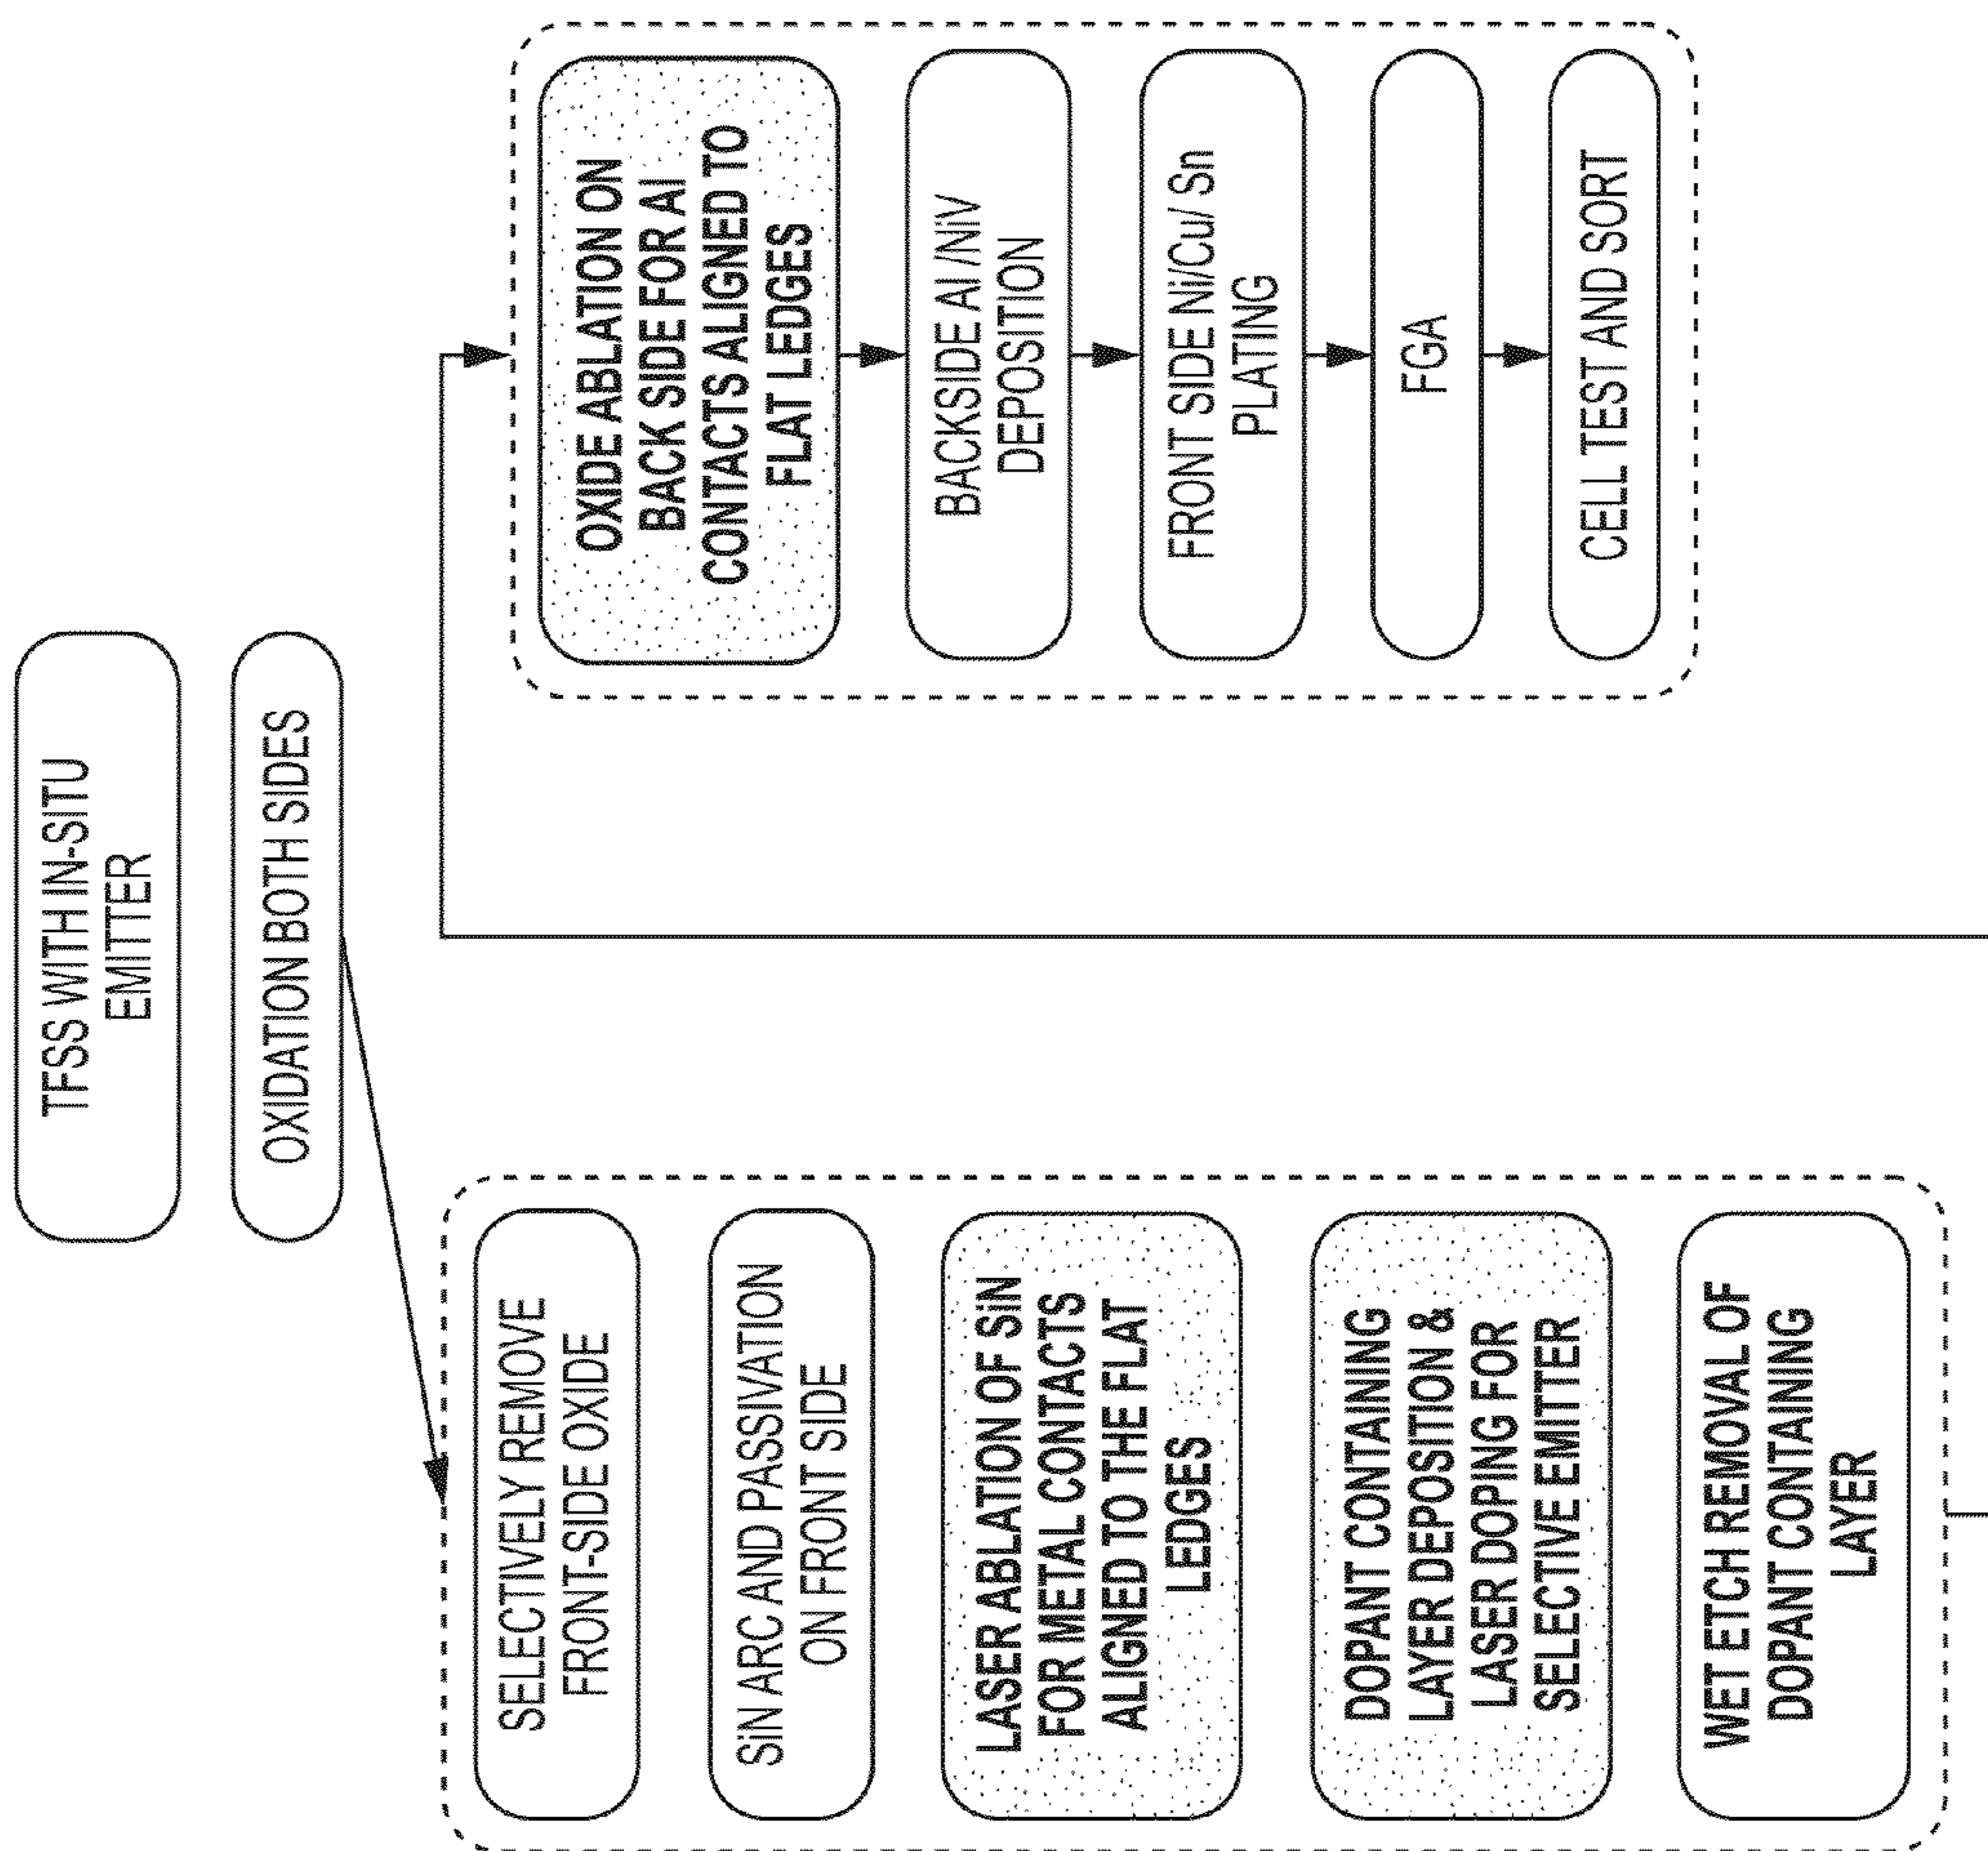 TFSS WITH IN-SITU
EMITTER
OXIDATION BOTH SIDES
SELECTIVELY REMOVE
FRONT-SIDE OXIDE
SiN ARC AND PASSIVATION
ON FRONT SIDE
LASER ABLATION OF SiN
FOR METAL CONTACTS
ALIGNED TO THE FLAT
LEDGES
DOPANT CONTAINING
LAYER DEPOSITION &
LASER DOPING FOR
SELECTIVE EMITTER
WET ETCH REMOVAL OF
DOPANT CONTAINING
LAYER
OXIDE ABLATION ON
BACK SIDE FOR Al
CONTACTS ALIGNED TO
FLAT LEDGES
BACKSIDE Al /NiV
DEPOSITION
FRONT SIDE Ni/Cu/ Sn
PLATING
FGA
CELL TEST AND SORT